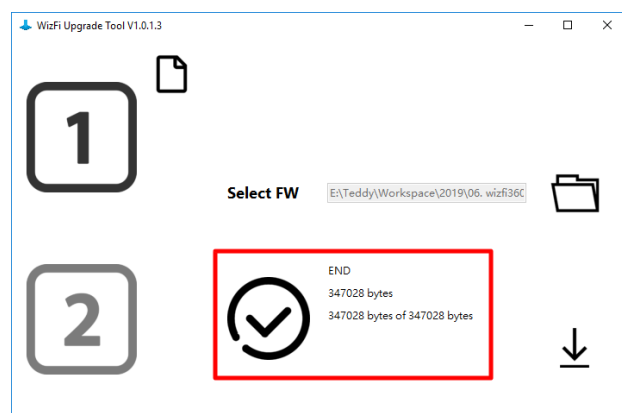 WizFi Upgrade Tool V1.0.1.3
1
Select FW
E:\Teddy\Workspace\2019\06. wizfi360
2
END
347028 bytes
347028 bytes of 347028 bytes